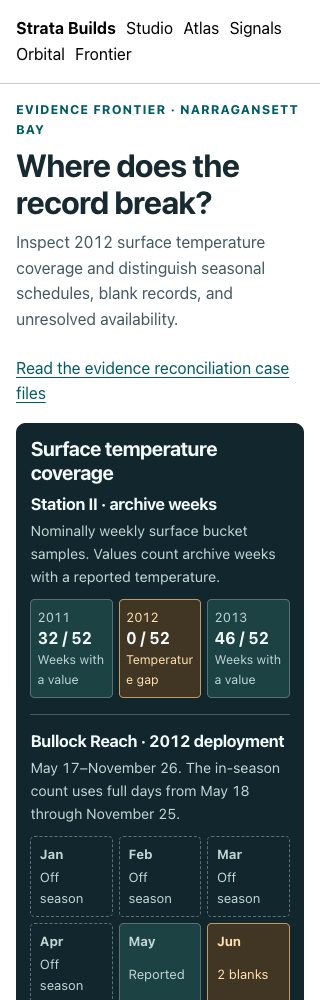 Strata Builds Studio Atlas Signals
Orbital Frontier
EVIDENCE FRONTIER · NARRAGANSETT
BAY
Where does the
record break?
Inspect 2012 surface temperature
coverage and distinguish seasonal
schedules, blank records, and
unresolved availability.
Read the evidence reconciliation case
files
Surface temperature
coverage
Station II · archive weeks
Nominally weekly surface bucket
samples. Values count archive weeks
with a reported temperature.
2011 2012 2013
32 / 52 0 / 52 46 / 52
Weeks with Temperatur Weeks with
a value e gap a value
Bullock Reach · 2012 deployment
May 17–November 26. The in-season
count uses full days from May 18
through November 25.
Jan Feb Mar
Off Off Off
season season season
Apr May Jun
Off
Reported 2 blanks
season